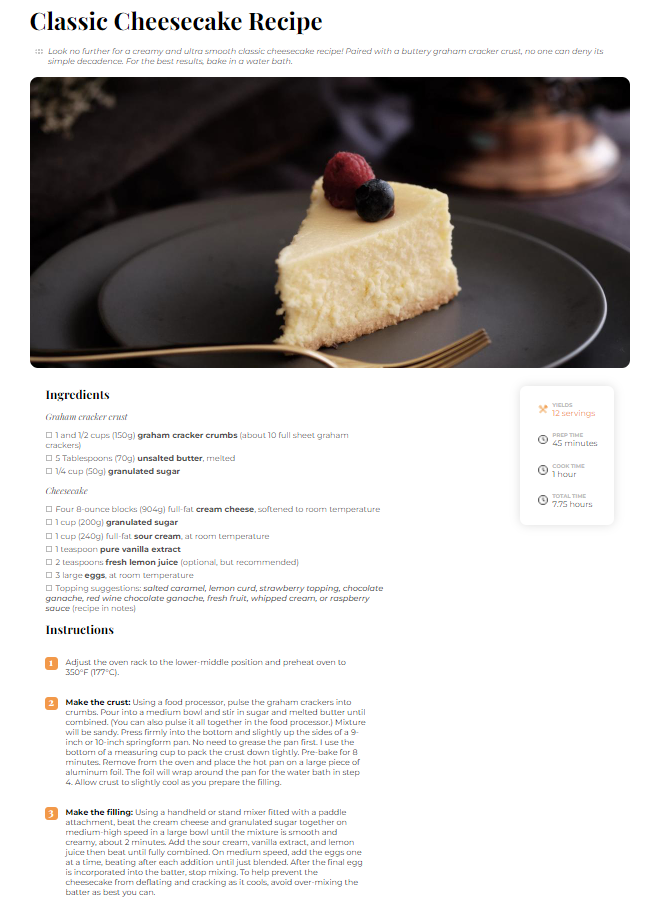 Classic Cheesecake Recipe
Look no further for a creamy and ultra smooth classic cheesecake recipe! Paired with a buttery graham cracker crust, no one can deny its
simple decadence. For the best results, bake in a water bath.
Ingredients
Graham cracker crust
☐ 1 and 1/2 cups (150g) graham cracker crumbs (about 10 full sheet graham
crackers)
☐ 5 Tablespoons (70g) unsalted butter, melted
☐ 1/4 cup (50g) granulated sugar
Cheesecake
☐ Four 8-ounce blocks (904g) full-fat cream cheese, softened to room temperature
☐ 1 cup (200g) granulated sugar
☐ 1 cup (240g) full-fat sour cream, at room temperature
☐ 1 teaspoon pure vanilla extract
☐ 2 teaspoons fresh lemon juice (optional, but recommended)
☐ 3 large eggs, at room temperature
☐ Topping suggestions: salted caramel, lemon curd, strawberry topping, chocolate
ganache, red wine chocolate ganache, fresh fruit, whipped cream, or raspberry
sauce (recipe in notes)
YIELDS
12 servings
PREP TIME
45 minutes
COOK TIME
1 hour
TOTAL TIME
7.75 hours
Instructions
1 Adjust the oven rack to the lower-middle position and preheat oven to
350°F (177°C).
2 Make the crust: Using a food processor, pulse the graham crackers into
crumbs. Pour into a medium bowl and stir in sugar and melted butter until
combined. (You can also pulse it all together in the food processor.) Mixture
will be sandy. Press firmly into the bottom and slightly up the sides of a 9-
inch or 10-inch springform pan. No need to grease the pan first. I use the
bottom of a measuring cup to pack the crust down tightly. Pre-bake for 8
minutes. Remove from the oven and place the hot pan on a large piece of
aluminum foil. The foil will wrap around the pan for the water bath in step
4. Allow crust to slightly cool as you prepare the filling.
3 Make the filling: Using a handheld or stand mixer fitted with a paddle
attachment, beat the cream cheese and granulated sugar together on
medium-high speed in a large bowl until the mixture is smooth and
creamy, about 2 minutes. Add the sour cream, vanilla extract, and lemon
juice then beat until fully combined. On medium speed, add the eggs one
at a time, beating after each addition until just blended. After the final egg
is incorporated into the batter, stop mixing. To help prevent the
cheesecake from deflating and cracking as it cools, avoid over-mixing the
batter as best you can.